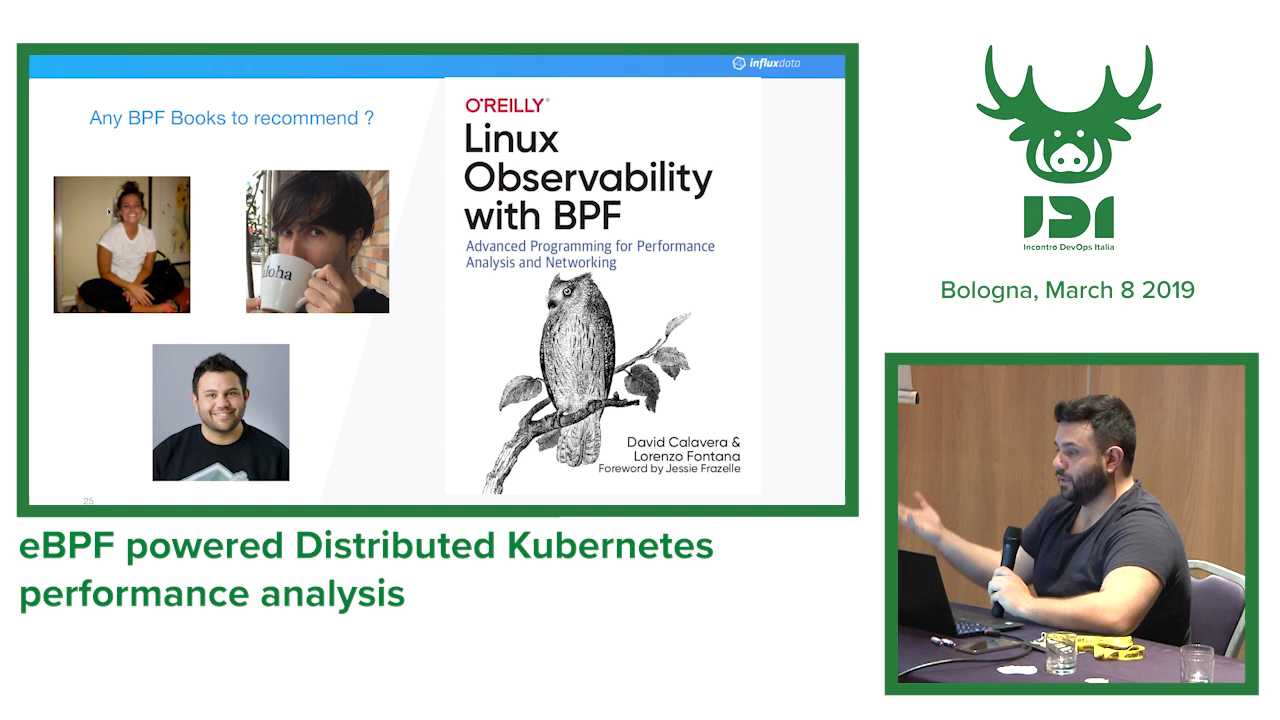 influxdata
Any BPF Books to recommend ?
O'REILLY®
Linux
Observability
with BPF
Advanced Programming for Performance
Analysis and Networking
aloha
David Calavera &
Lorenzo Fontana
Foreword by Jessie Frazelle
25
eBPF powered Distributed Kubernetes
performance analysis
IDI
Incontro DevOps Italia
Bologna, March 8 2019